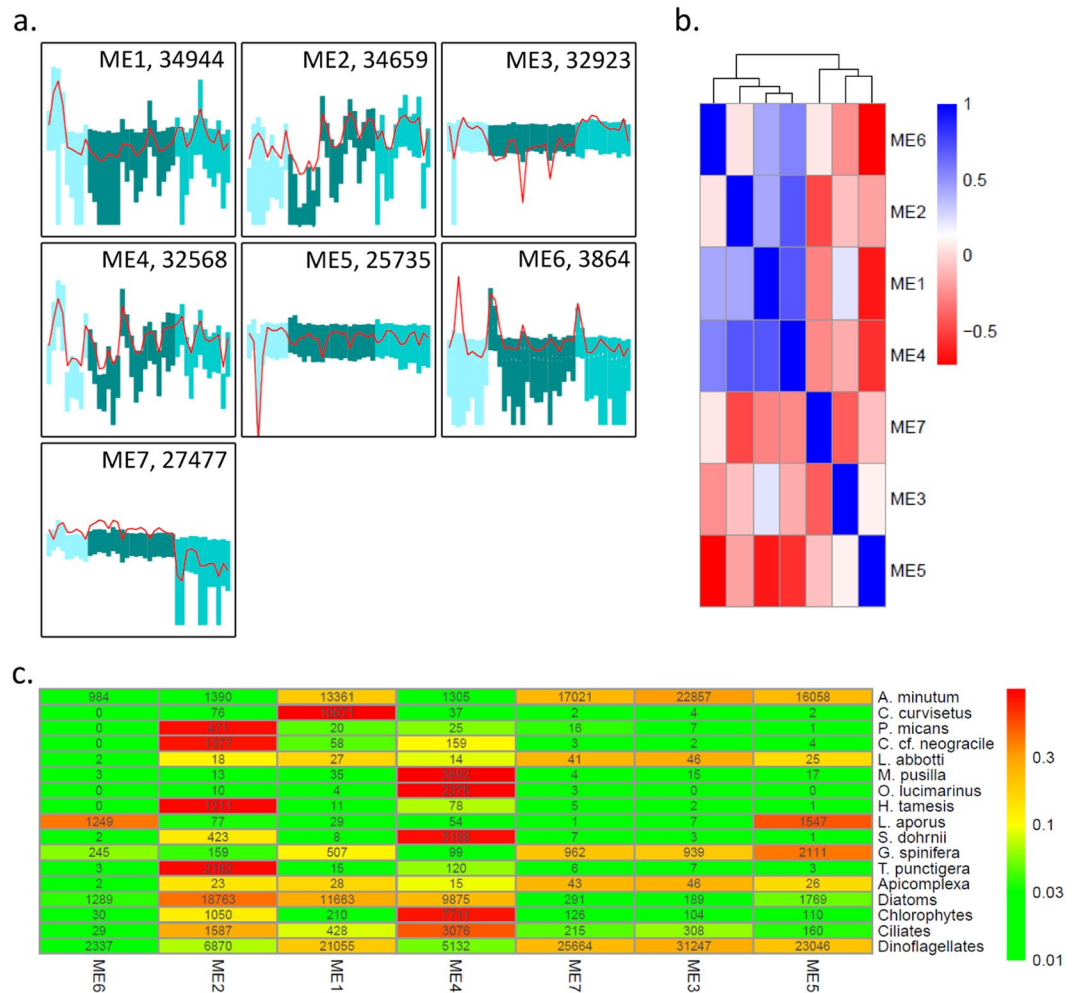 a.
b.
ME1, 34944
ME2, 34659
ME3, 32923
ME4, 32568
ME5, 25735
ME6, 3864
ME7, 27477
1
0.5
0
−0.5
ME6
ME2
ME1
ME4
ME7
ME3
ME5
c.
984 1390 13361 1305 17021 22857 16058 A. minutum
0 76 37 2 4 2 C. curvisetus
0 471 20 25 16 7 1 P. micans
0 1377 58 159 3 2 4 C. cf. neogracile
2 18 27 14 41 46 25 L. abbotti
3 13 35 3692 4 15 17 M. pusilla
0 10 4 2378 3 0 0 O. lucimarinus
0 1211 11 78 5 2 1 H. tamesis
1249 77 29 54 1 7 1547 L. aporus
2 423 8 7 3 1 S. dohrnii
245 159 507 99 962 939 2111 G. spinifera
3 15 120 6 7 3 T. punctigera
2 23 28 15 43 46 26 Apicomplexa
1289 18763 11663 9875 291 189 1769 Diatoms
30 1050 210 7711 126 104 110 Chlorophytes
29 1587 428 3076 215 308 160 Ciliates
2337 6870 21055 5132 25664 31247 23046 Dinoflagellates
ME6 ME2 ME1 ME4 ME7 ME3 ME5
0.3
0.1
0.03
0.01